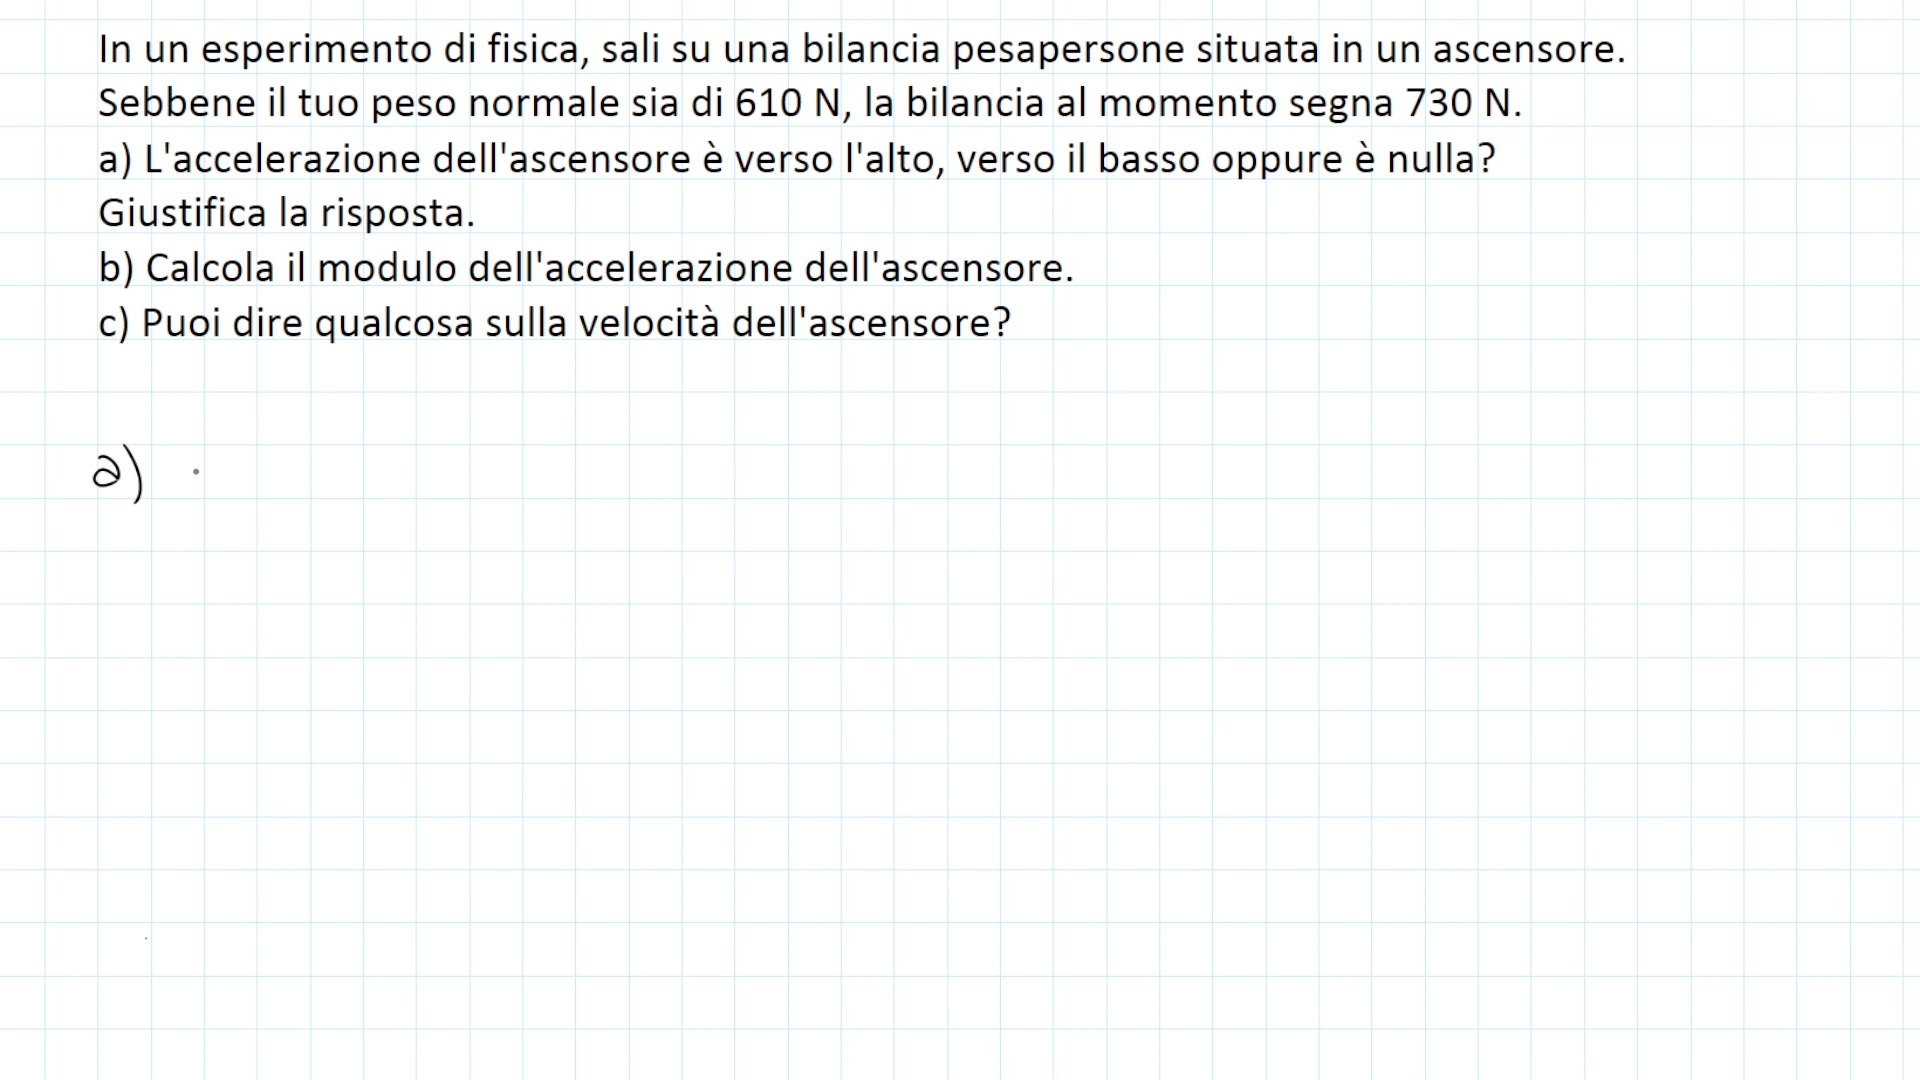 In un esperimento di fisica, sali su una bilancia pesapersone situata in un ascensore.
Sebbene il tuo peso normale sia di 610 N, la bilancia al momento segna 730 N.
a) L'accelerazione dell'ascensore è verso l'alto, verso il basso oppure è nulla?
Giustifica la risposta.
b) Calcola il modulo dell'accelerazione dell'ascensore.
c) Puoi dire qualcosa sulla velocità dell'ascensore?
a)